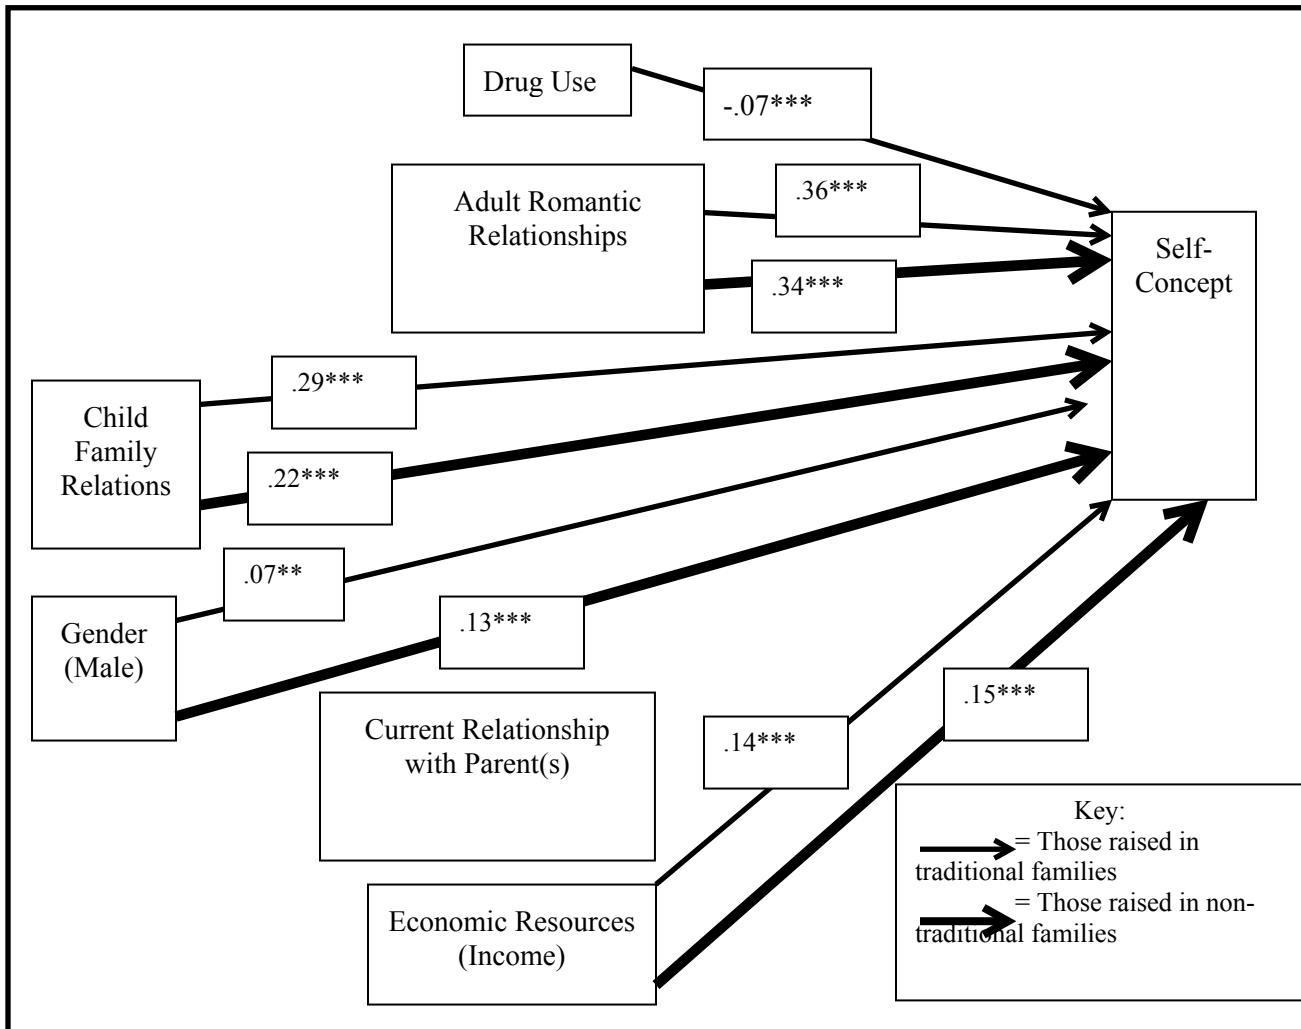 Drug Use
-.07***
Adult Romantic
Relationships
.36***
.34***
Self-
Concept
Child
Family
Relations
.29***
.22***
Gender
(Male)
.07**
.13***
Current Relationship
with Parent(s)
Economic Resources
(Income)
.14***
.15***
Key:
= Those raised in
traditional families
= Those raised in non-
traditional families